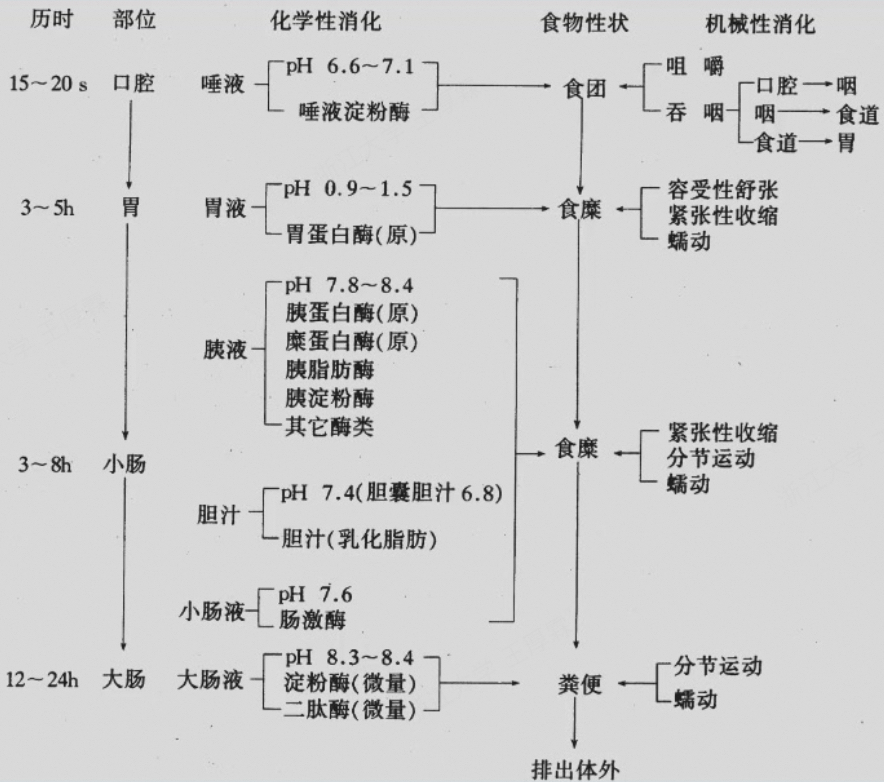 历时 部位 化学性消化 食物性状 机械性消化
15~20 s 口腔 唾液 pH 6.6~7.1 唾液淀粉酶 食团 咀嚼 吞咽 口腔 咽 咽 食道 食道 胃
3~5h 胃 胃液 pH 0.9~1.5 胃蛋白酶(原) 食糜 容受性舒张 紧张性收缩 蠕动
胰液
pH 7.8~8.4
胰蛋白酶(原)
糜蛋白酶(原)
胰脂肪酶
胰淀粉酶
其它酶类
3~8h 小肠 食糜 紧张性收缩 分节运动 蠕动
胆汁
pH 7.4(胆囊胆汁 6.8)
胆汁(乳化脂肪)
小肠液
pH 7.6
肠激酶
12~24h 大肠 大肠液 pH 8.3~8.4 淀粉酶(微量) 二肽酶(微量) 粪便 分节运动 蠕动
排出体外